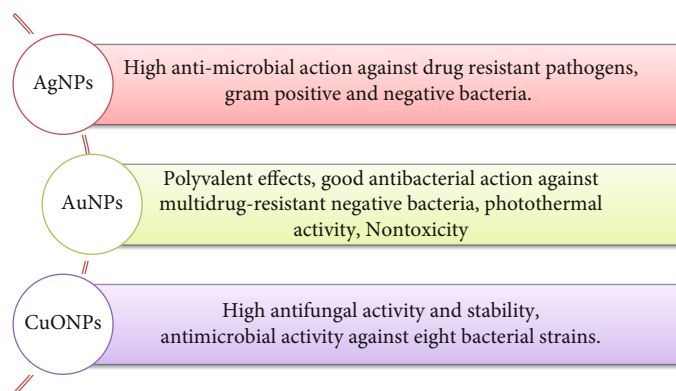 AgNPs
High anti-microbial action against drug resistant pathogens,
gram positive and negative bacteria.
AuNPs
Polyvalent effects, good antibacterial action against
multidrug-resistant negative bacteria, photothermal
activity, Nontoxicity
CuONPs
High antifungal activity and stability,
antimicrobial activity against eight bacterial strains.